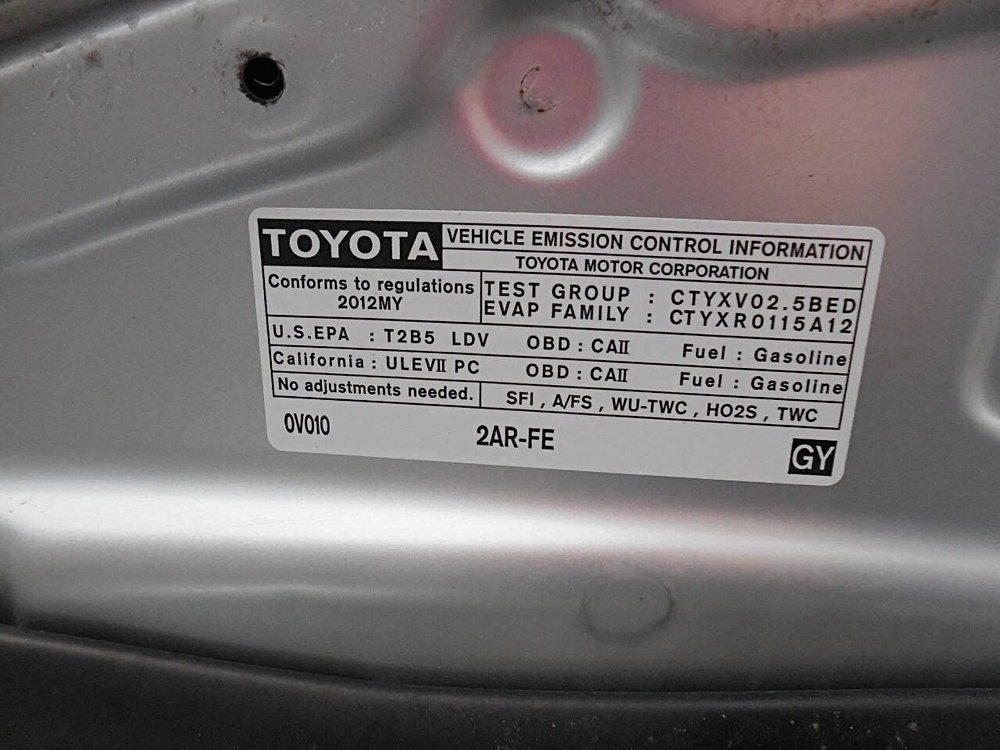 TOYOTA VEHICLE EMISSION CONTROL INFORMATION
TOYOTA MOTOR CORPORATION
Conforms to regulations
2012MY
TEST GROUP : CTYXV02.5BED
EVAP FAMILY : CTYXR0115A12
U.S.EPA : T2B5 LDV OBD : CAII Fuel : Gasoline
California : ULEVII PC OBD : CAII Fuel : Gasoline
No adjustments needed. SFI , A/FS , WU-TWC , HO2S , TWC
0V010 2AR-FE GY